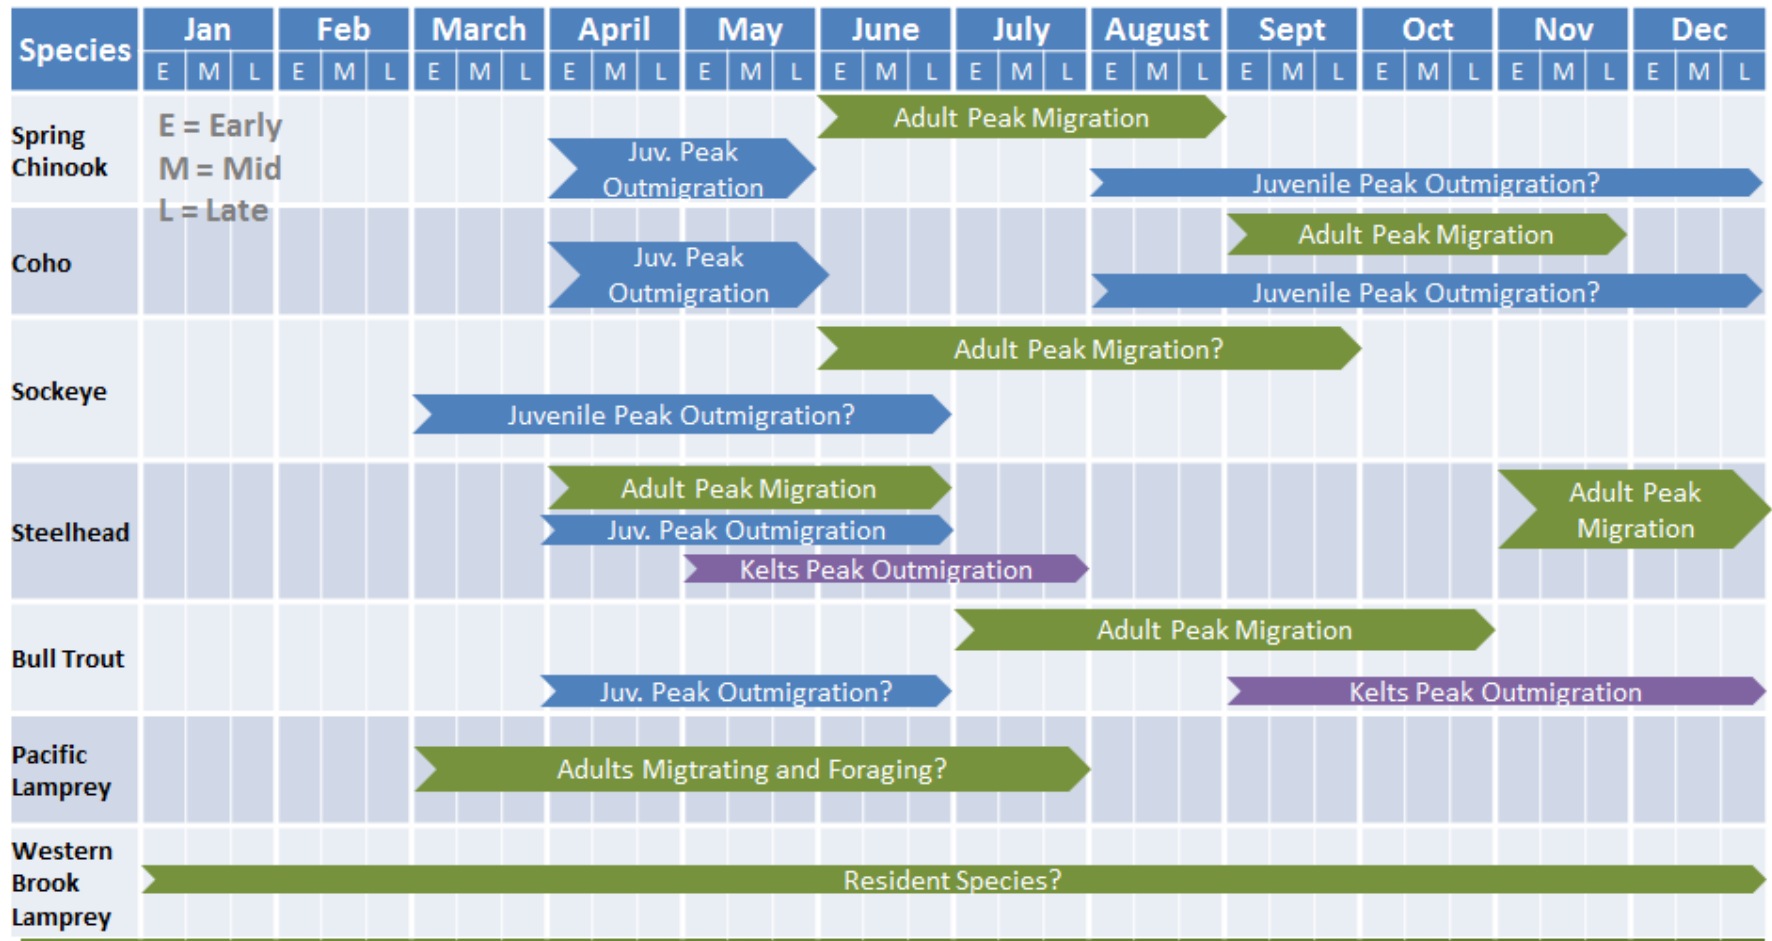 Species Jan Feb March April May June July August Sept Oct Nov Dec
E M L E M L E M L E M L E M L E M L E M L E M L E M L E M L E M L E M L
E = Early
M = Mid
L = Late
Spring
Chinook
Adult Peak Migration
Juv. Peak
Outmigration
Juvenile Peak Outmigration?
Coho
Adult Peak Migration
Juv. Peak
Outmigration
Juvenile Peak Outmigration?
Sockeye
Adult Peak Migration?
Juvenile Peak Outmigration?
Steelhead
Adult Peak Migration
Adult Peak
Migration
Juv. Peak Outmigration
Kelts Peak Outmigration
Bull Trout
Adult Peak Migration
Juv. Peak Outmigration?
Kelts Peak Outmigration
Pacific
Lamprey
Adults Migtrating and Foraging?
Western
Brook
Lamprey
Resident Species?